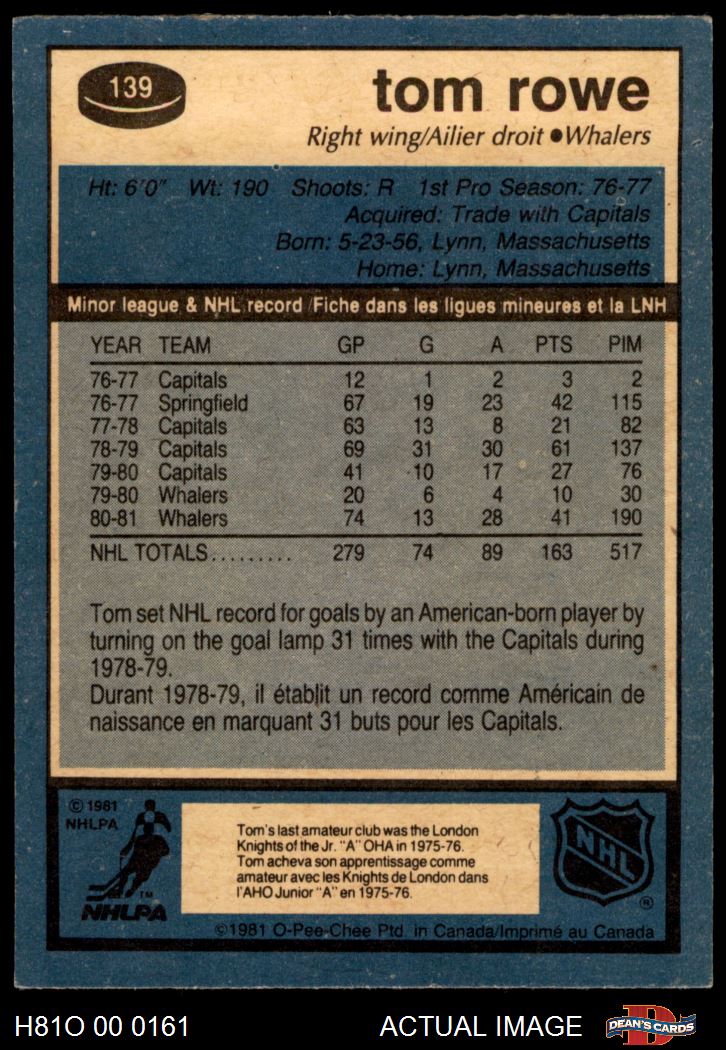 139
tom rowe
Right wing/Ailier droit ●Whalers
Ht: 6'0" Wt: 190 Shoots: R 1st Pro Season: 76-77
Acquired: Trade with Capitals
Born: 5-23-56, Lynn, Massachusetts
Home: Lynn, Massachusetts
Minor league & NHL record/Fiche dans les ligues mineures et la LNH
YEAR TEAM GP G A PTS PIM
76-77 Capitals 12 1 2 3 2
76-77 Springfield 67 19 23 42 115
77-78 Capitals 63 13 8 21 82
78-79 Capitals 69 31 30 61 137
79-80 Capitals 41 10 17 27 76
79-80 Whalers 20 6 4 10 30
80-81 Whalers 74 13 28 41 190
NHL TOTALS......... 279 74 89 163 517
Tom set NHL record for goals by an American-born player by
turning on the goal lamp 31 times with the Capitals during
1978-79.
Durant 1978-79, il établit un record comme Américain de
naissance en marquant 31 buts pour les Capitals.
© 1981
NHLPA
TM
NHLPA
Tom's last amateur club was the London
Knights of the Jr. "A" OHA in 1975-76.
Tom acheva son apprentissage comme
amateur avec les Knights de London dans
l'AHO Junior "A" en 1975-76.
NHL
®
©1981 O-Pee-Chee Ptd. in Canada/Imprimé au Canada
H81O 00 0161
ACTUAL IMAGE
D
DEAN'S CARDS